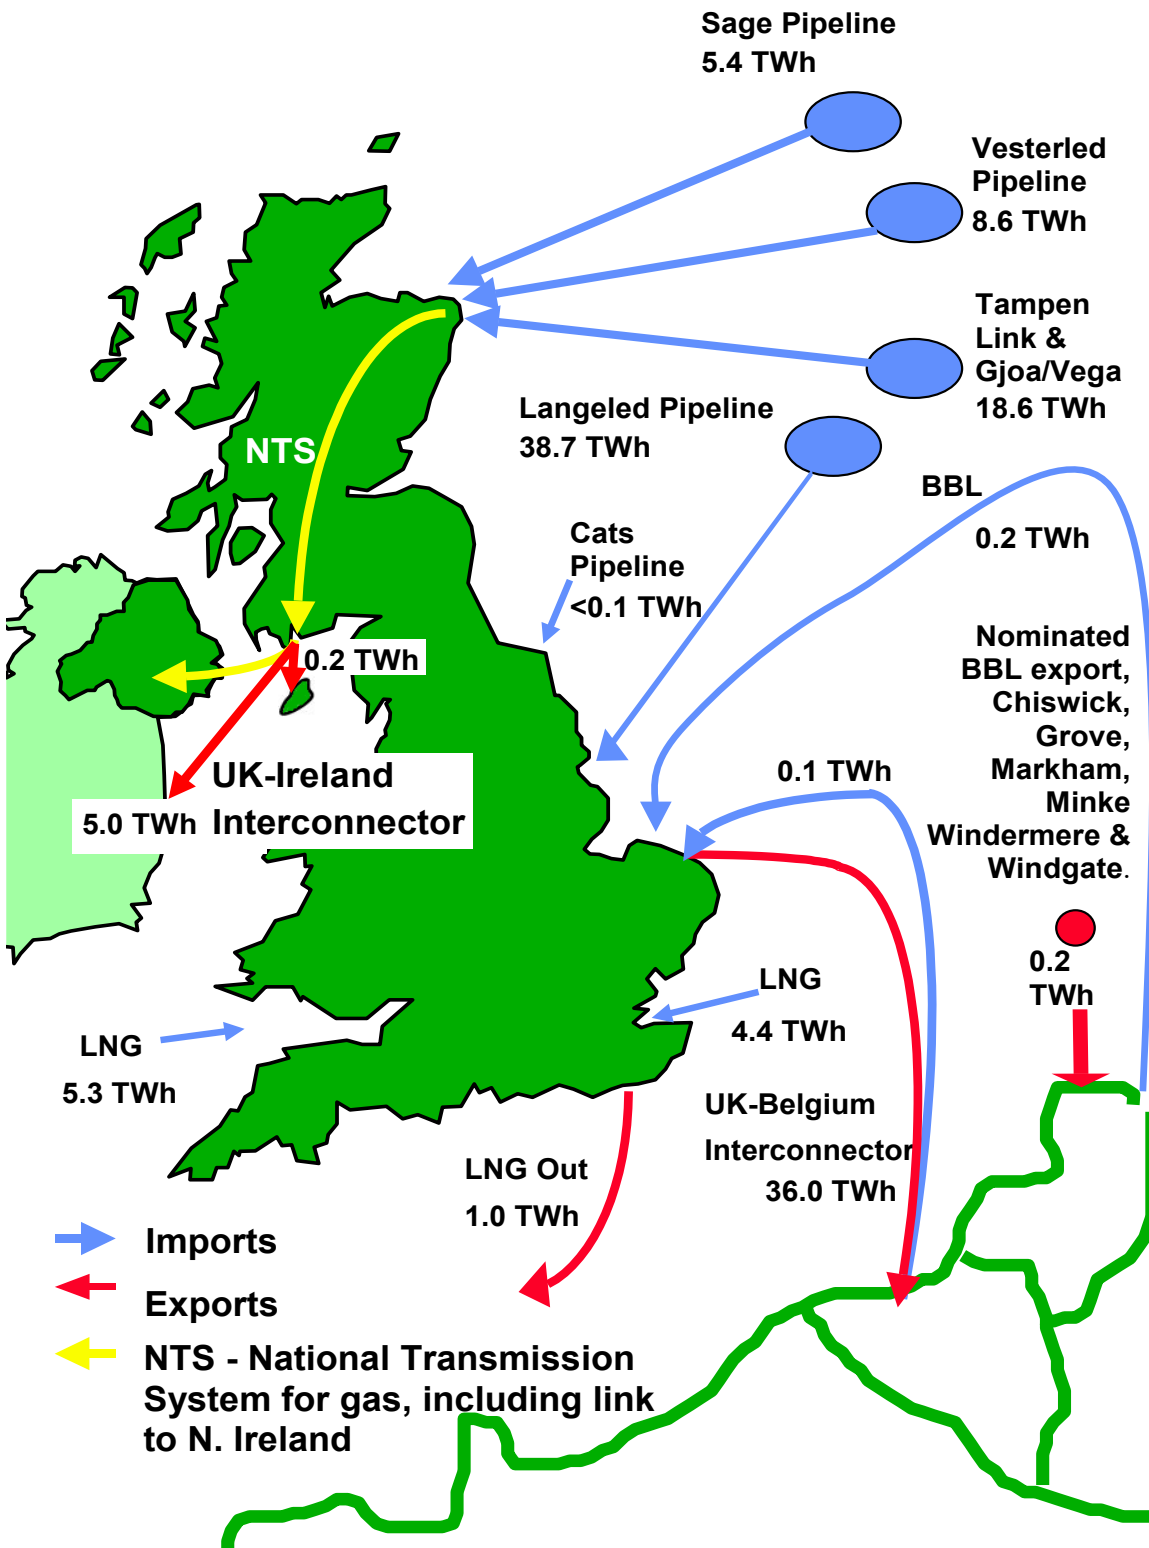 Sage Pipeline
5.4 TWh
Vesterled
Pipeline
8.6 TWh
Tampen
Link &
Gjoa/Vega
18.6 TWh
Langeled Pipeline
38.7 TWh
NTS
BBL
0.2 TWh
Cats
Pipeline
<0.1 TWh
Nominated
BBL export,
Chiswick,
Grove,
Markham,
Minke
Windermere &
Windgate.
0.2 TWh
0.1 TWh
UK-Ireland
Interconnector
5.0 TWh
0.2
TWh
LNG
4.4 TWh
LNG
5.3 TWh
UK-Belgium
Interconnector
36.0 TWh
LNG Out
1.0 TWh
Imports
Exports
NTS - National Transmission
System for gas, including link
to N. Ireland